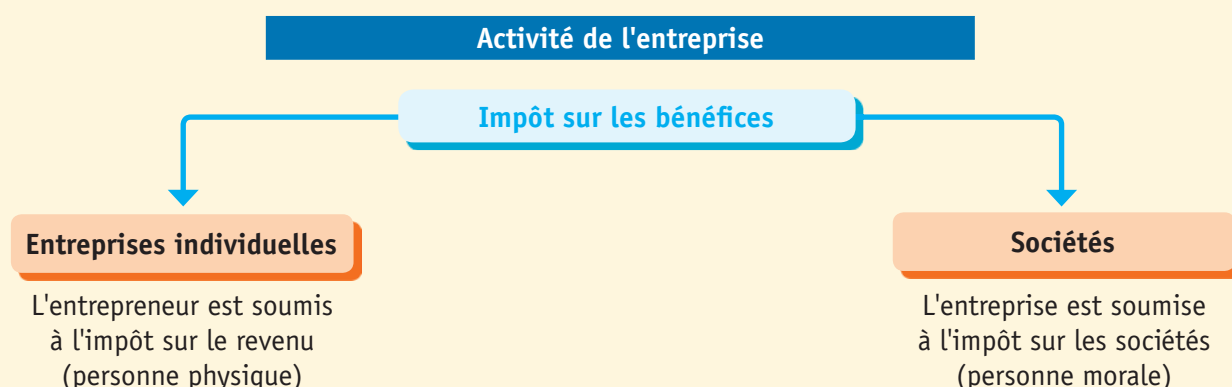 Activité de l'entreprise
Impôt sur les bénéfices
Entreprises individuelles
L'entrepreneur est soumis
à l'impôt sur le revenu
(personne physique)
Sociétés
L'entreprise est soumise
à l'impôt sur les sociétés
(personne morale)